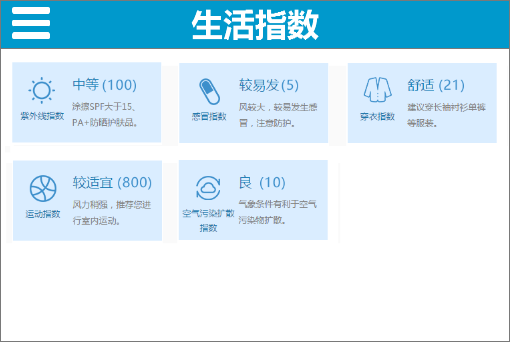 生活指数
中等 (100)
紫外线指数
涂擦SPF大于15、
PA+防晒护肤品。
较易发 (5)
感冒指数
风较大，较易发生感
冒，注意防护。
舒适 (21)
穿衣指数
建议穿长袖衬衫单裤
等服装。
较适宜 (800)
运动指数
风力稍强，推荐您进
行室内运动。
良 (10)
空气污染扩散
指数
气象条件有利于空气
污染物扩散。